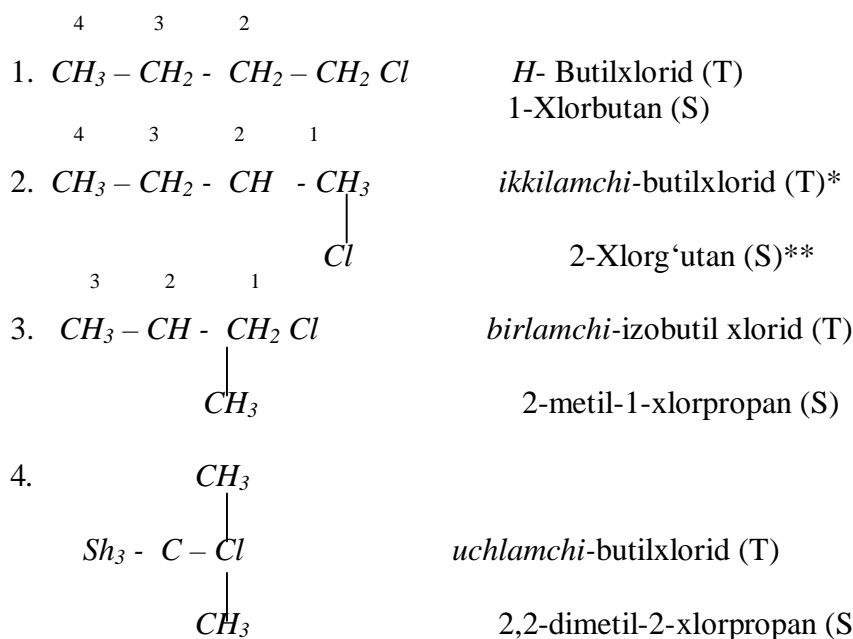 4 3 2
1. CH₃ – CH₂ - CH₂ – CH₂ Cl H- Butilxlorid (T)
1-Xlorbutan (S)
4 3 2 1
2. CH₃ – CH₂ - CH - CH₃ ikkilamchi-butilxlorid (T)*
Cl 2-Xlorg‘utan (S)**
3 2 1
3. CH₃ – CH - CH₂ Cl birlamchi-izobutil xlorid (T)
CH₃ 2-metil-1-xlorpropan (S)
4. CH₃
Sh₃ - C – Cl uchlamchi-butilxlorid (T)
CH₃ 2,2-dimetil-2-xlorpropan (S